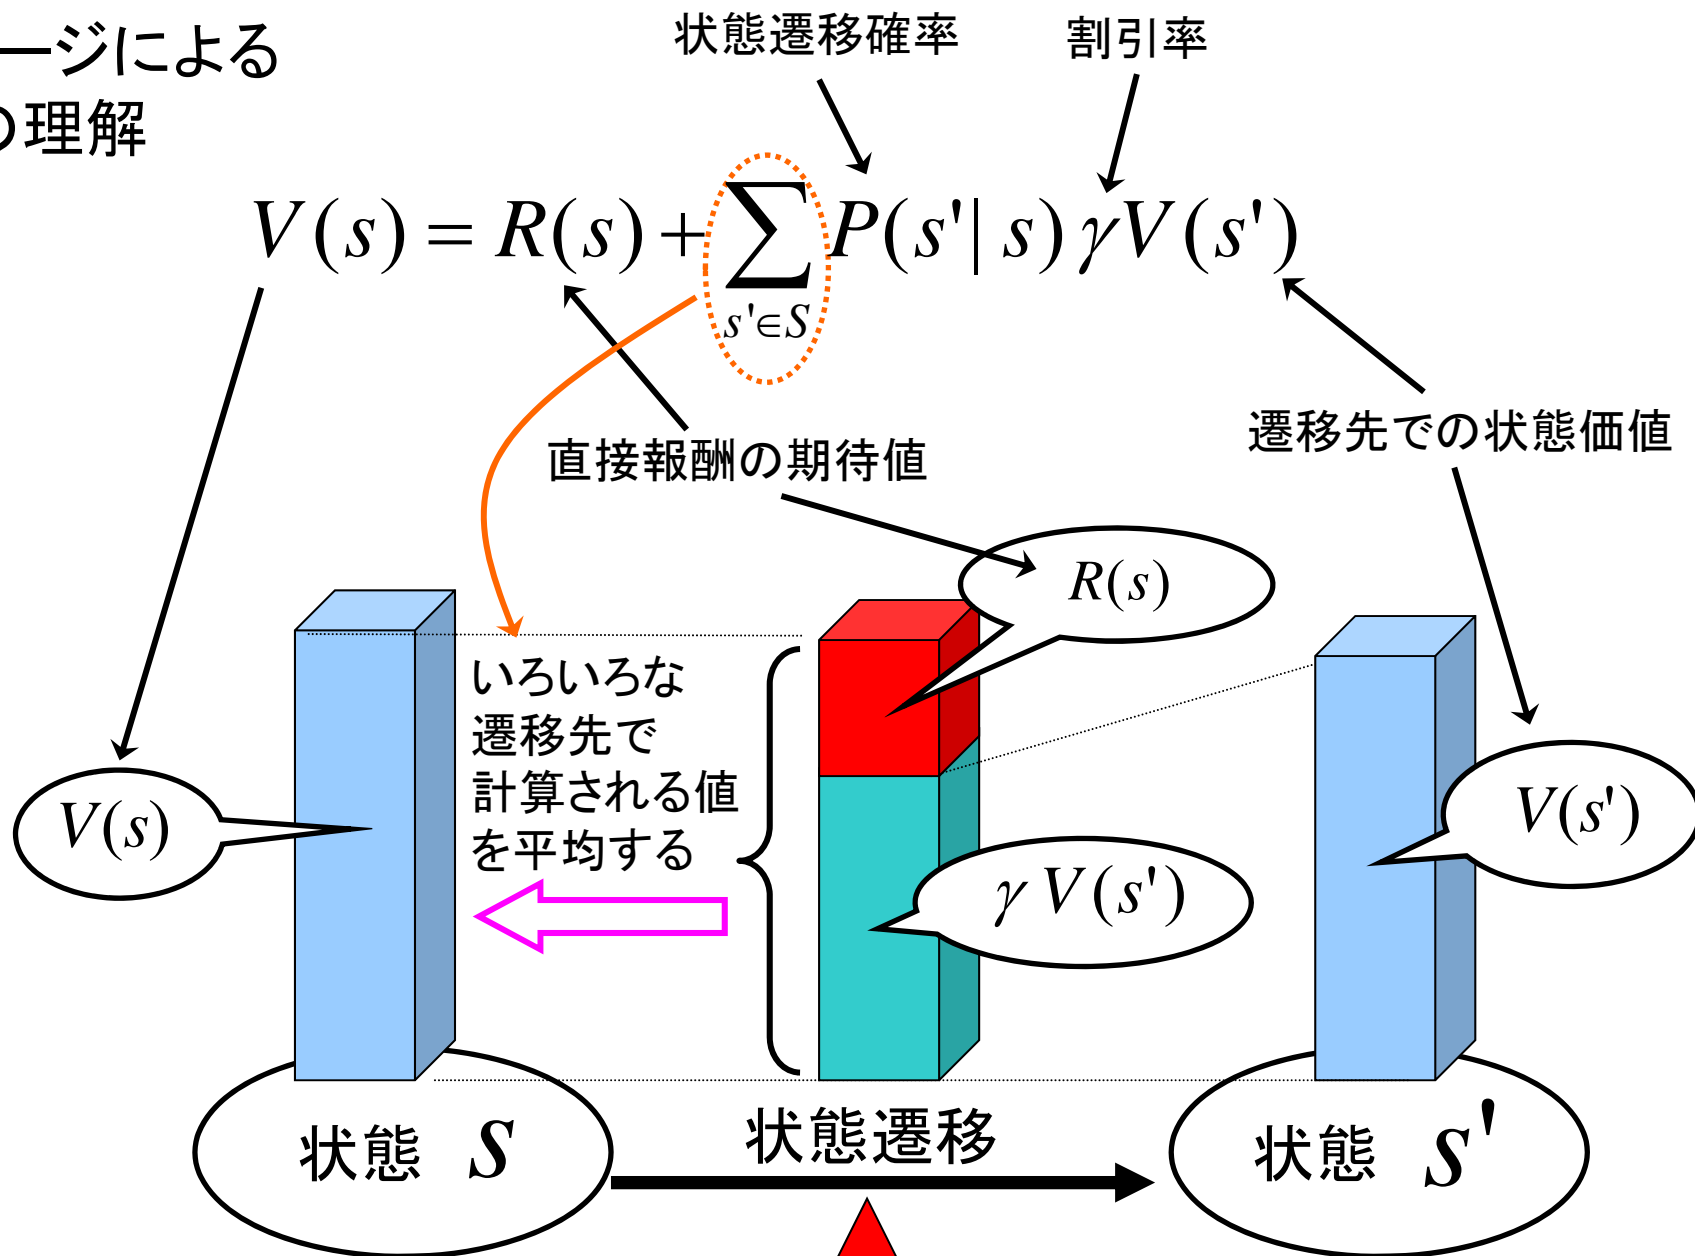 ージによる
の理解
状態遷移確率
割引率
V(s) = R(s) + ∑ P(s'| s) γV(s')
s'∈S
直接報酬の期待値
遷移先での状態価値
R(s)
いろいろな
遷移先で
計算される値
を平均する
V(s)
γ V(s')
V(s')
状態 s
状態遷移
状態 s'